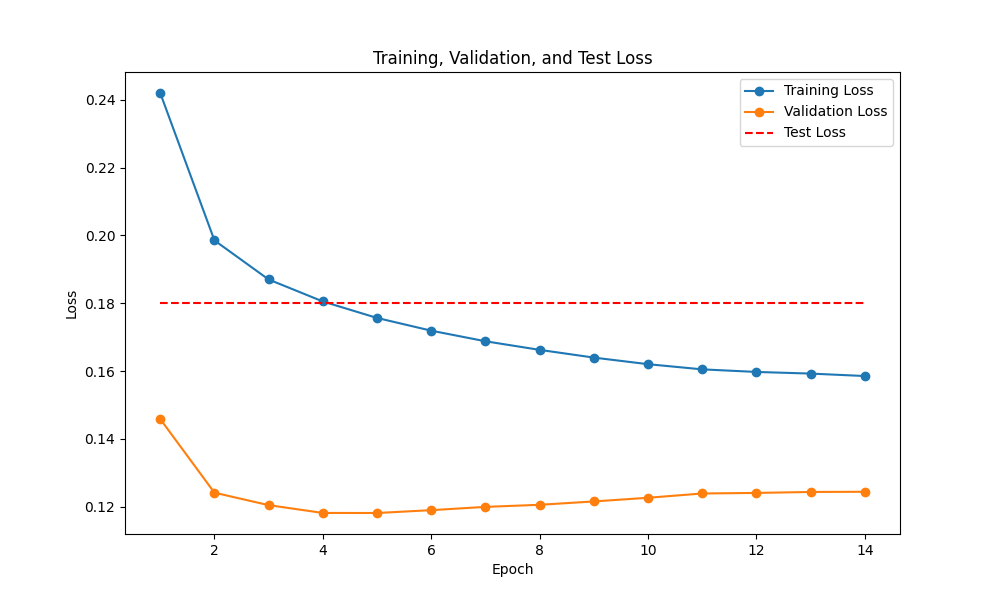 Training, Validation, and Test Loss
Training Loss
Validation Loss
Test Loss
0.24
0.22
0.20
0.18
0.16
0.14
0.12
Loss
2 4 6 8 10 12 14
Epoch